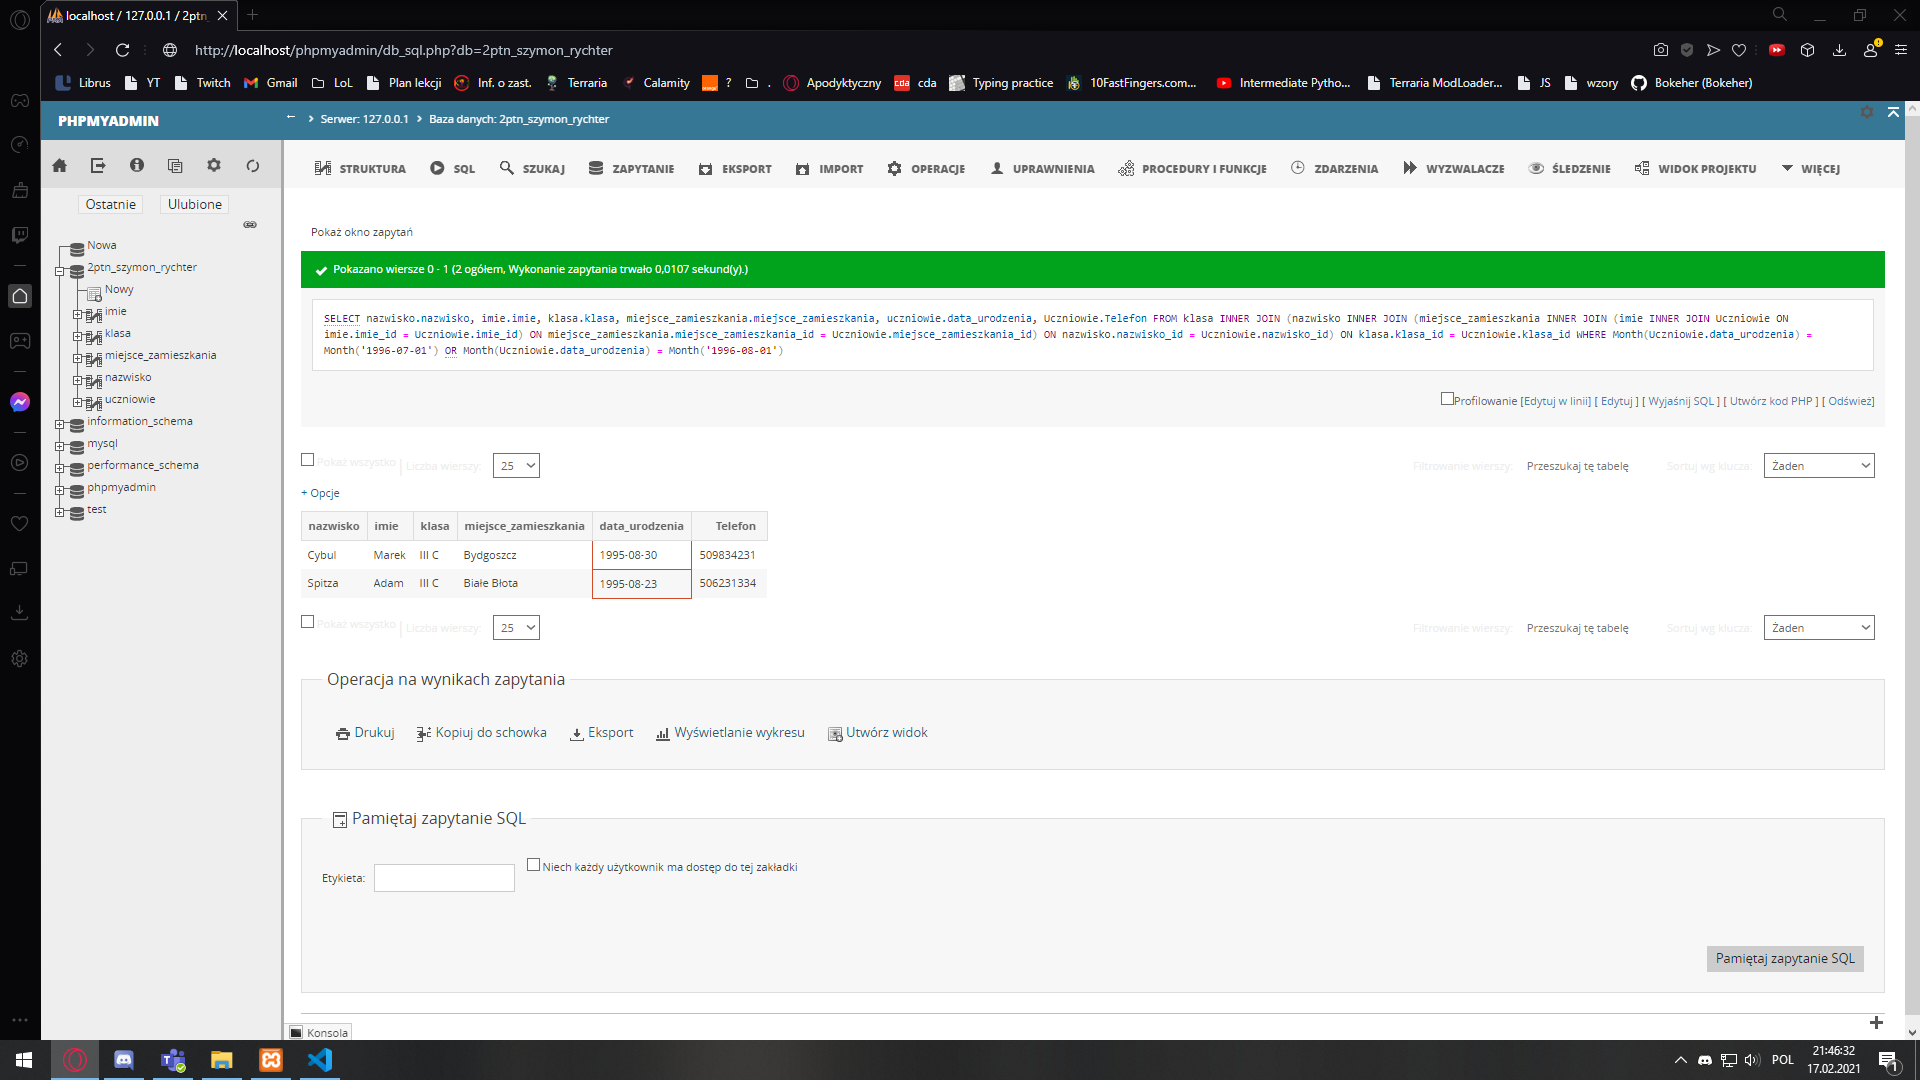 localhost / 127.0.0.1 / 2ptn
http://localhost/phpmyadmin/db_sql.php?db=2ptn_szymon_rychter
Librus YT Twitch Gmail LoL Plan lekcji Inf. o zast. Terraria Calamity ? . Apodyktyczny cda cda Typing practice 10FastFingers.com... Intermediate Pytho... Terraria ModLoader... JS wzory Bokeher (Bokeher)
PHPMYADMIN
← › Serwer: 127.0.0.1 › Baza danych: 2ptn_szymon_rychter
STRUKTURA SQL SZUKAJ ZAPYTANIE EKSPORT IMPORT OPERACJE UPRAWNIENIA PROCEDURY I FUNKCJE ZDARZENIA WYZWALACZE ŚLEDZENIE WIDOK PROJEKTU WIĘCEJ
Ostatnie Ulubione
Nowa
2ptn_szymon_rychter
Nowy
imie
klasa
miejsce_zamieszkania
nazwisko
uczniowie
information_schema
mysql
performance_schema
phpmyadmin
test
Pokaż okno zapytań
Pokazano wiersze 0 - 1 (2 ogółem, Wykonanie zapytania trwało 0,0107 sekund(y).)
SELECT nazwisko.nazwisko, imie.imie, klasa.klasa, miejsce_zamieszkania.miejsce_zamieszkania, uczniowie.data_urodzenia, Uczniowie.Telefon FROM klasa INNER JOIN (nazwisko INNER JOIN (miejsce_zamieszkania INNER JOIN (imie INNER JOIN Uczniowie ON
imie.imie_id = Uczniowie.imie_id) ON miejsce_zamieszkania.miejsce_zamieszkania_id = Uczniowie.miejsce_zamieszkania_id) ON nazwisko.nazwisko_id = Uczniowie.nazwisko_id) ON klasa.klasa_id = Uczniowie.klasa_id WHERE Month(Uczniowie.data_urodzenia) =
Month('1996-07-01') OR Month(Uczniowie.data_urodzenia) = Month('1996-08-01')
Profilowanie [Edytuj w linii] [ Edytuj ] [ Wyjaśnij SQL ] [ Utwórz kod PHP ] [ Odśwież]
Pokaż wszystko | Liczba wierszy: 25 Filtrowanie wierszy: Przeszukaj tę tabelę Sortuj wg klucza: Żaden
+ Opcje
nazwisko imie klasa miejsce_zamieszkania data_urodzenia Telefon
Cybul Marek III C Bydgoszcz 1995-08-30 509834231
Spitza Adam III C Białe Błota 1995-08-23 506231334
Pokaż wszystko | Liczba wierszy: 25 Filtrowanie wierszy: Przeszukaj tę tabelę Sortuj wg klucza: Żaden
Operacja na wynikach zapytania
Drukuj Kopiuj do schowka Eksport Wyświetlanie wykresu Utwórz widok
Pamiętaj zapytanie SQL
Etykieta: Niech każdy użytkownik ma dostęp do tej zakładki
Pamiętaj zapytanie SQL
Konsola
POL 21:46:32
17.02.2021
1